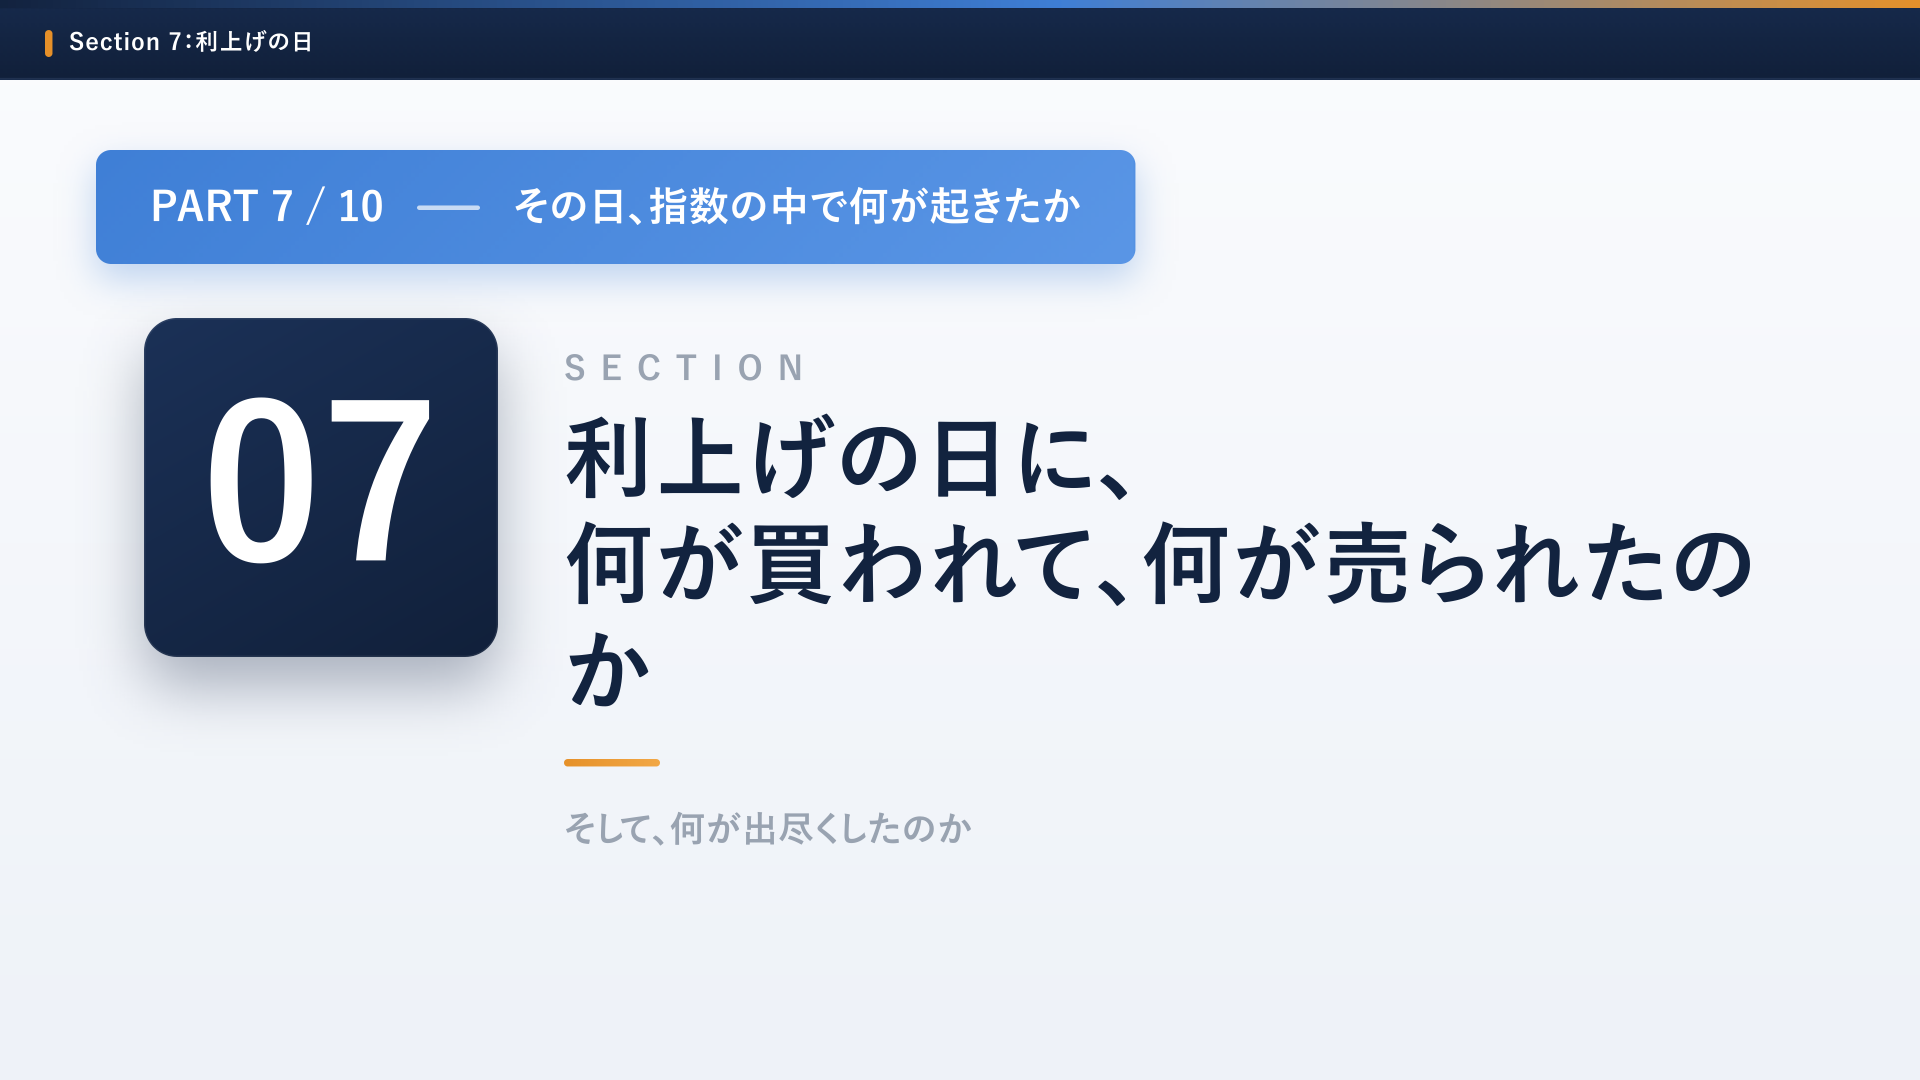 Section 7：利上げの日
PART 7 / 10 — その日、指数の中で何が起きたか
07
SECTION
利上げの日に、
何が買われて、何が売られたの
か
そして、何が出尽くしたのか